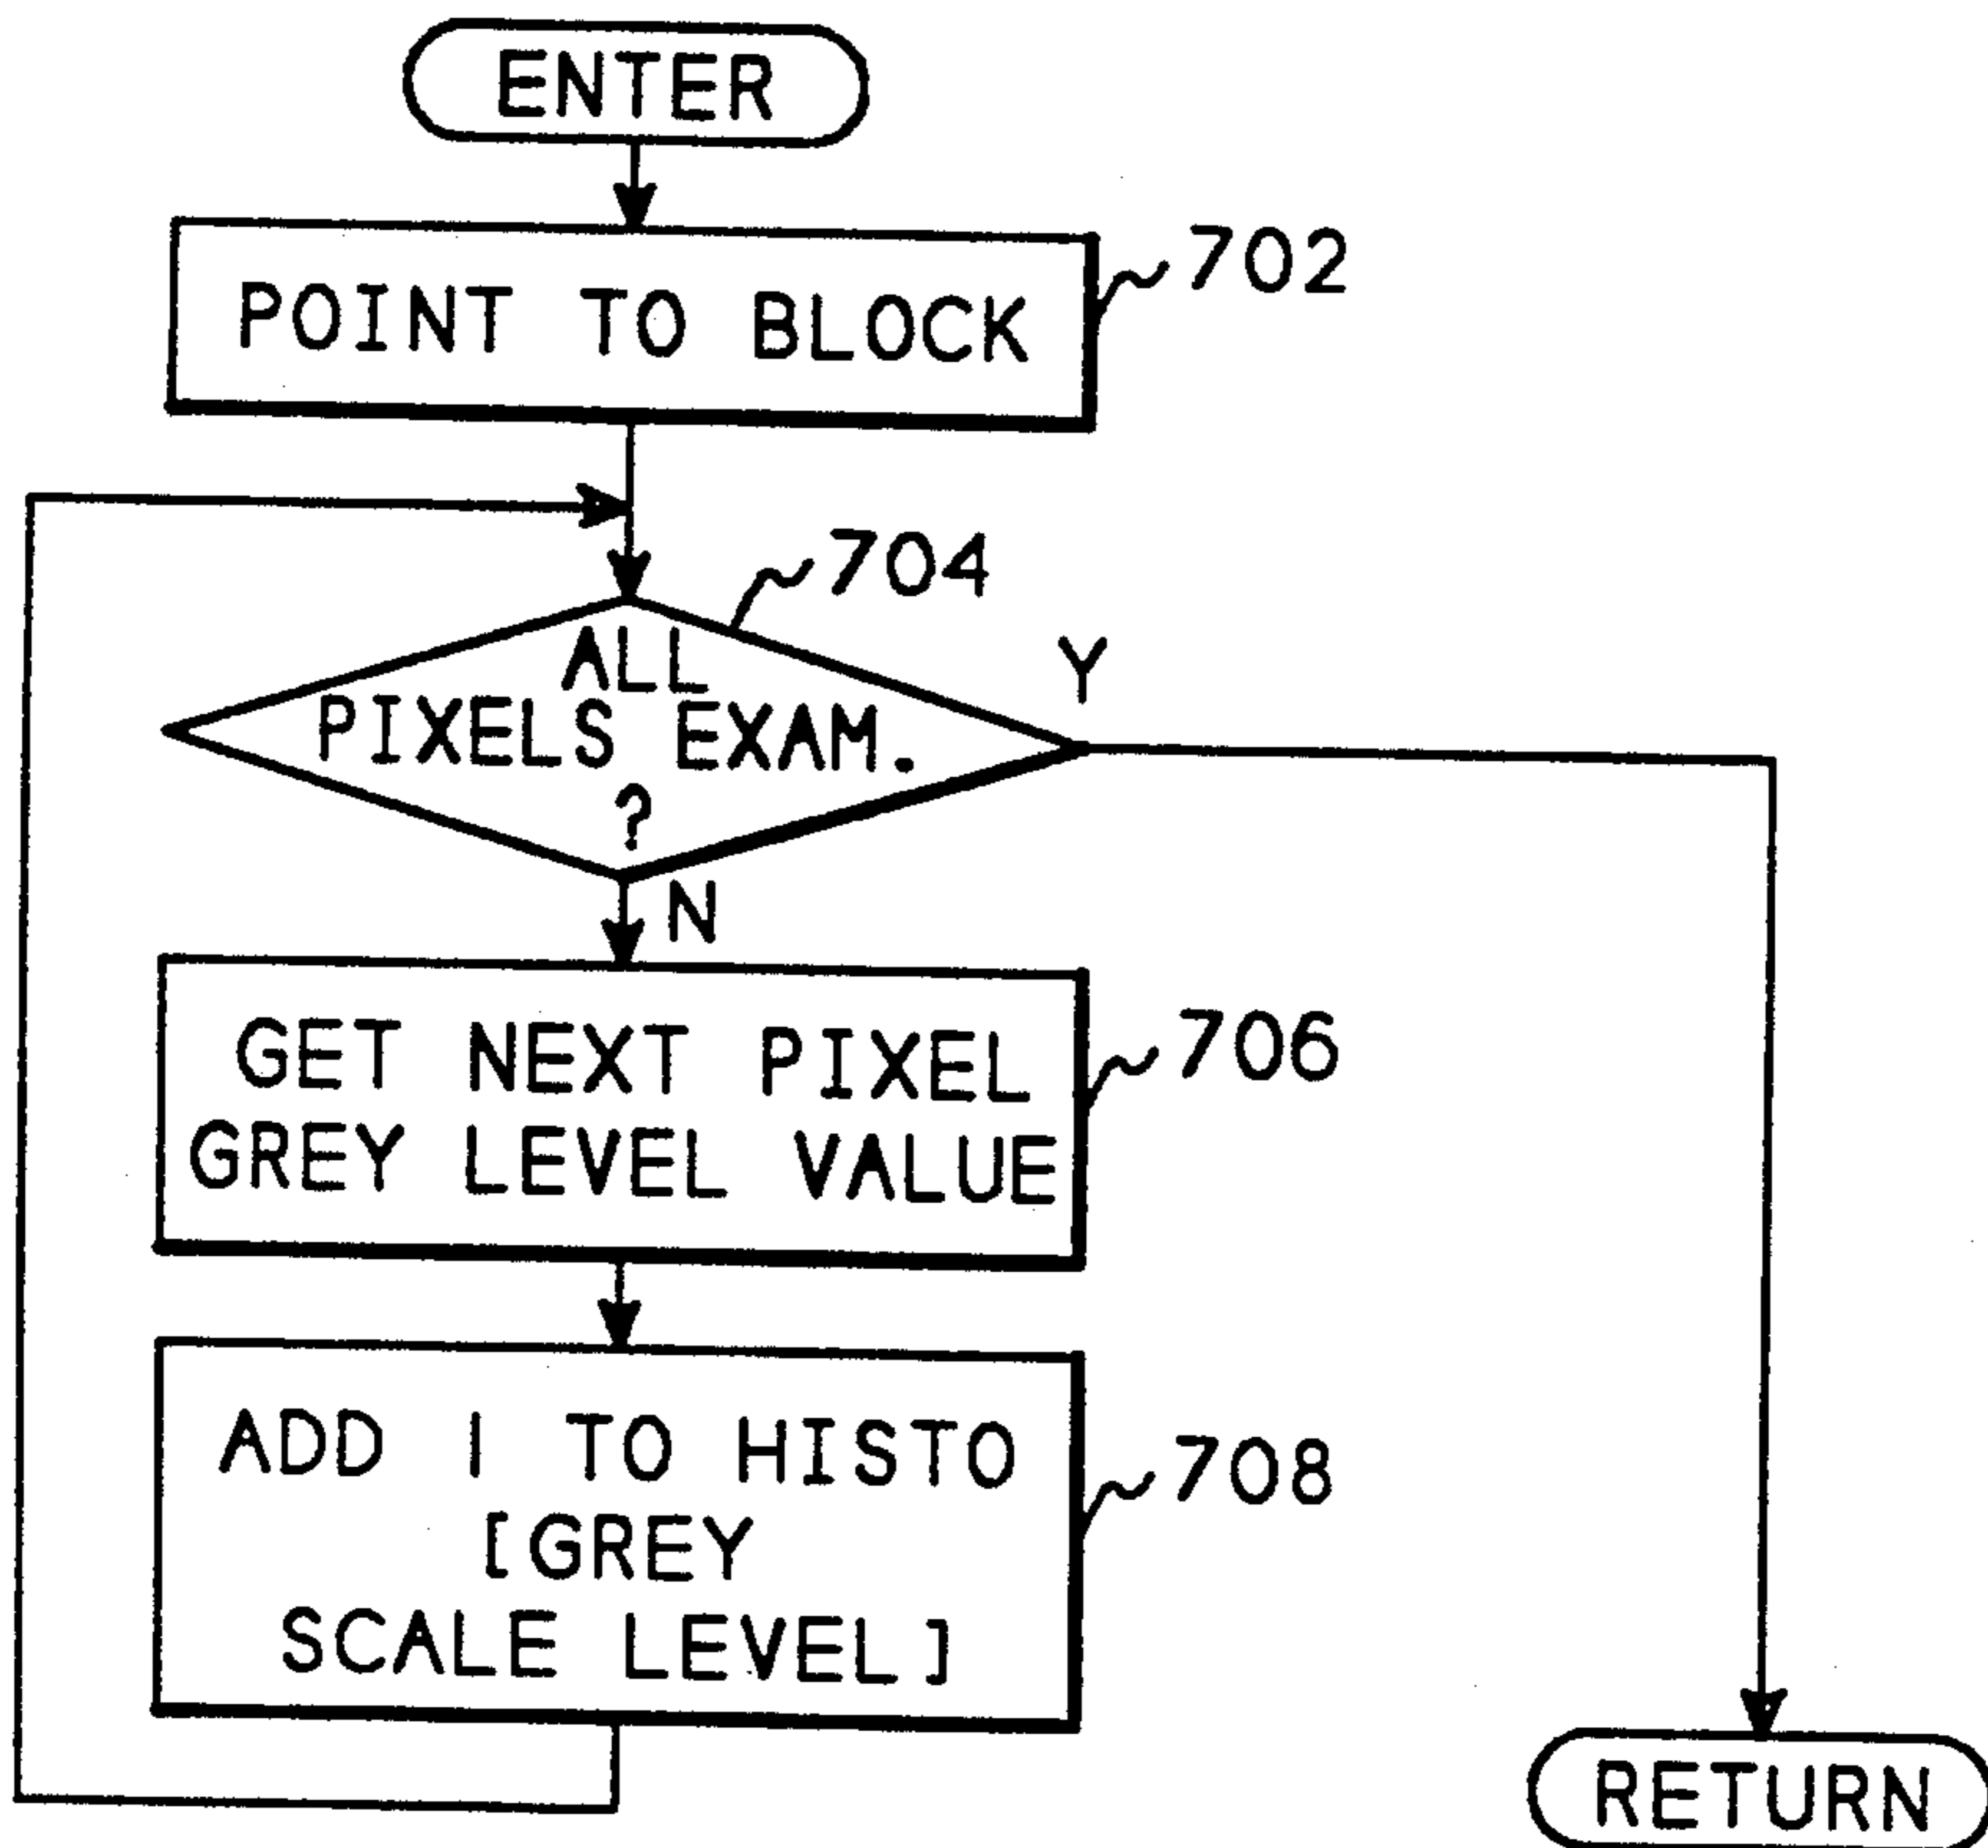 ENTER
POINT TO BLOCK
702
704
ALL
PIXELS EXAM.
?
Y
N
GET NEXT PIXEL
GREY LEVEL VALUE
706
ADD 1 TO HISTO
[GREY
SCALE LEVEL]
708
RETURN